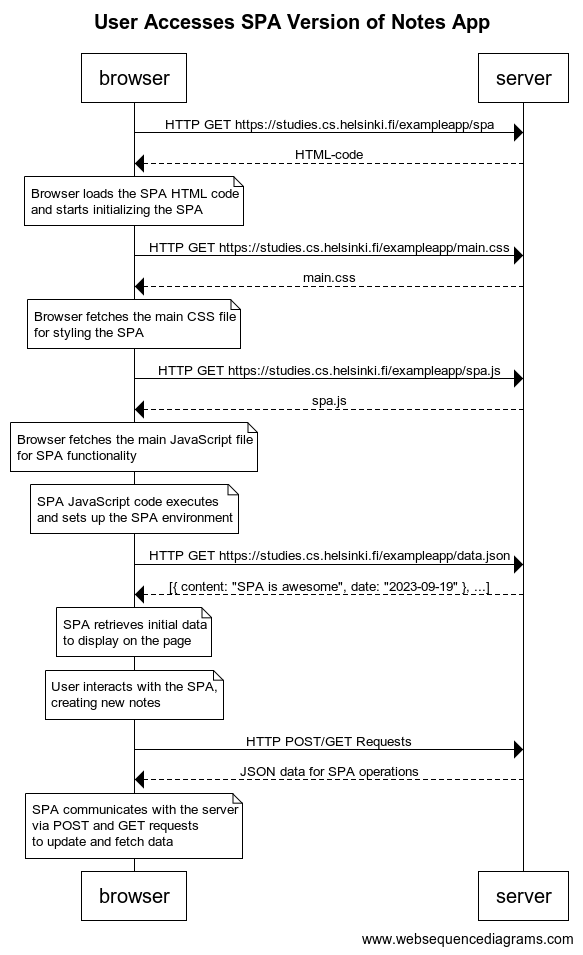 User Accesses SPA Version of Notes App
browser
server
HTTP GET https://studies.cs.helsinki.fi/exampleapp/spa
HTML-code
Browser loads the SPA HTML code
and starts initializing the SPA
HTTP GET https://studies.cs.helsinki.fi/exampleapp/main.css
main.css
Browser fetches the main CSS file
for styling the SPA
HTTP GET https://studies.cs.helsinki.fi/exampleapp/spa.js
spa.js
Browser fetches the main JavaScript file
for SPA functionality
SPA JavaScript code executes
and sets up the SPA environment
HTTP GET https://studies.cs.helsinki.fi/exampleapp/data.json
[{ content: "SPA is awesome", date: "2023-09-19" }, ...]
SPA retrieves initial data
to display on the page
User interacts with the SPA,
creating new notes
HTTP POST/GET Requests
JSON data for SPA operations
SPA communicates with the server
via POST and GET requests
to update and fetch data
browser
server
www.websequencediagrams.com